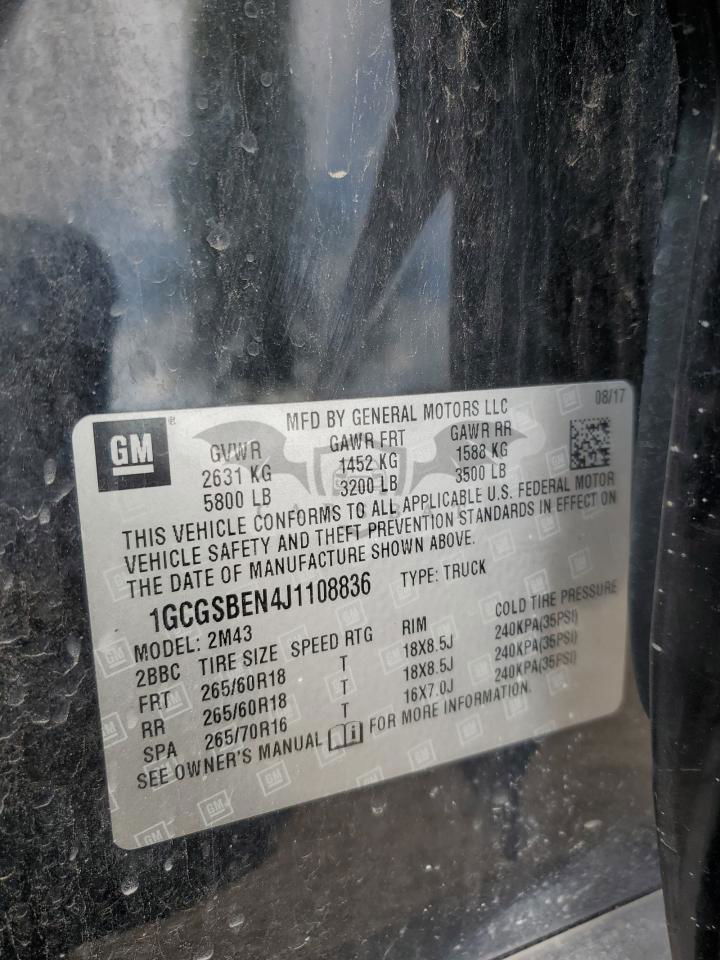 GM
®
MFD BY GENERAL MOTORS LLC
08/17
GVWR GAWR FRT GAWR RR
2631 KG 1452 KG 1588 KG
5800 LB 3200 LB 3500 LB
THIS VEHICLE CONFORMS TO ALL APPLICABLE U.S. FEDERAL MOTOR
VEHICLE SAFETY AND THEFT PREVENTION STANDARDS IN EFFECT ON
THE DATE OF MANUFACTURE SHOWN ABOVE.
1GCGSBEN4J1108836 TYPE: TRUCK
MODEL: 2M43
2BBC TIRE SIZE SPEED RTG RIM COLD TIRE PRESSURE
FRT 265/60R18 T 18X8.5J 240KPA(35PSI)
RR 265/60R18 T 18X8.5J 240KPA(35PSI)
SPA 265/70R16 T 16X7.0J 240KPA(35PSI)
SEE OWNER'S MANUAL FOR MORE INFORMATION.